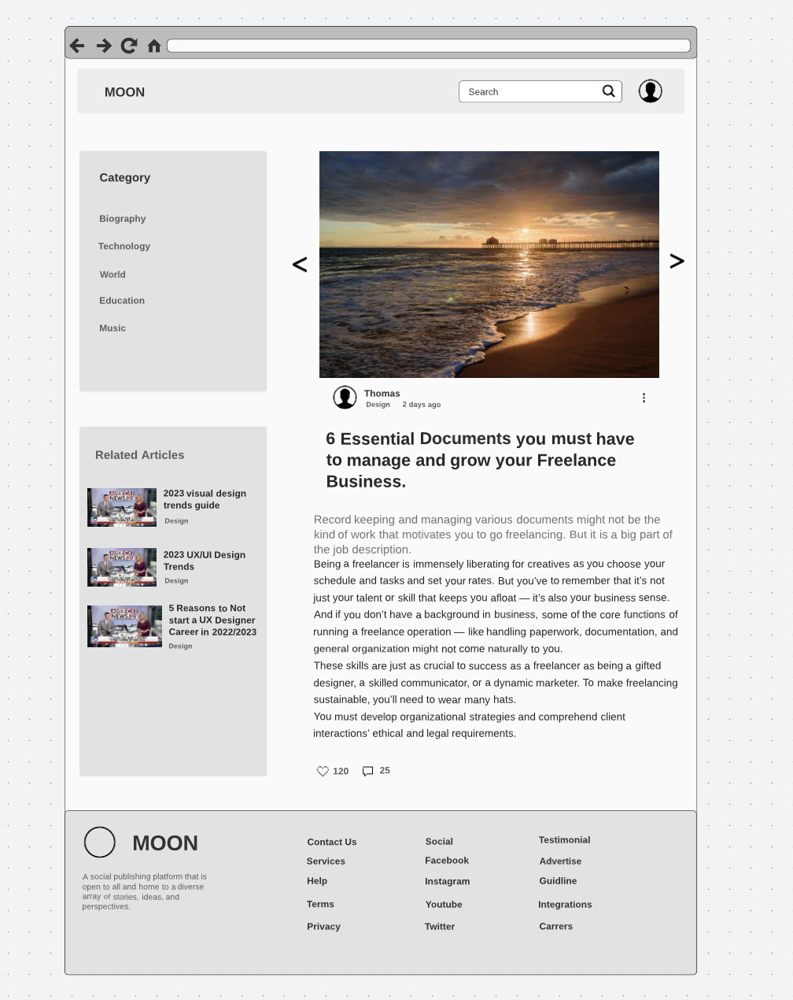 MOON
Search
Category
Biography
Technology
World
Education
Music
<
>
Thomas
Design 2 days ago
6 Essential Documents you must have
to manage and grow your Freelance
Business.
Record keeping and managing various documents might not be the
kind of work that motivates you to go freelancing. But it is a big part of
the job description.
Being a freelancer is immensely liberating for creatives as you choose your
schedule and tasks and set your rates. But you’ve to remember that it’s not
just your talent or skill that keeps you afloat — it’s also your business sense.
And if you don’t have a background in business, some of the core functions of
running a freelance operation — like handling paperwork, documentation, and
general organization might not come naturally to you.
These skills are just as crucial to success as a freelancer as being a gifted
designer, a skilled communicator, or a dynamic marketer. To make freelancing
sustainable, you’ll need to wear many hats.
You must develop organizational strategies and comprehend client
interactions’ ethical and legal requirements.
120 25
Related Articles
AMERICA'S
NEWS HQ
2023 visual design
trends guide
Design
AMERICA'S
NEWS HQ
2023 UX/UI Design
Trends
Design
AMERICA'S
NEWS HQ
5 Reasons to Not
start a UX Designer
Career in 2022/2023
Design
MOON
A social publishing platform that is
open to all and home to a diverse
array of stories, ideas, and
perspectives.
Contact Us
Services
Help
Terms
Privacy
Social
Facebook
Instagram
Youtube
Twitter
Testimonial
Advertise
Guidline
Integrations
Carrers